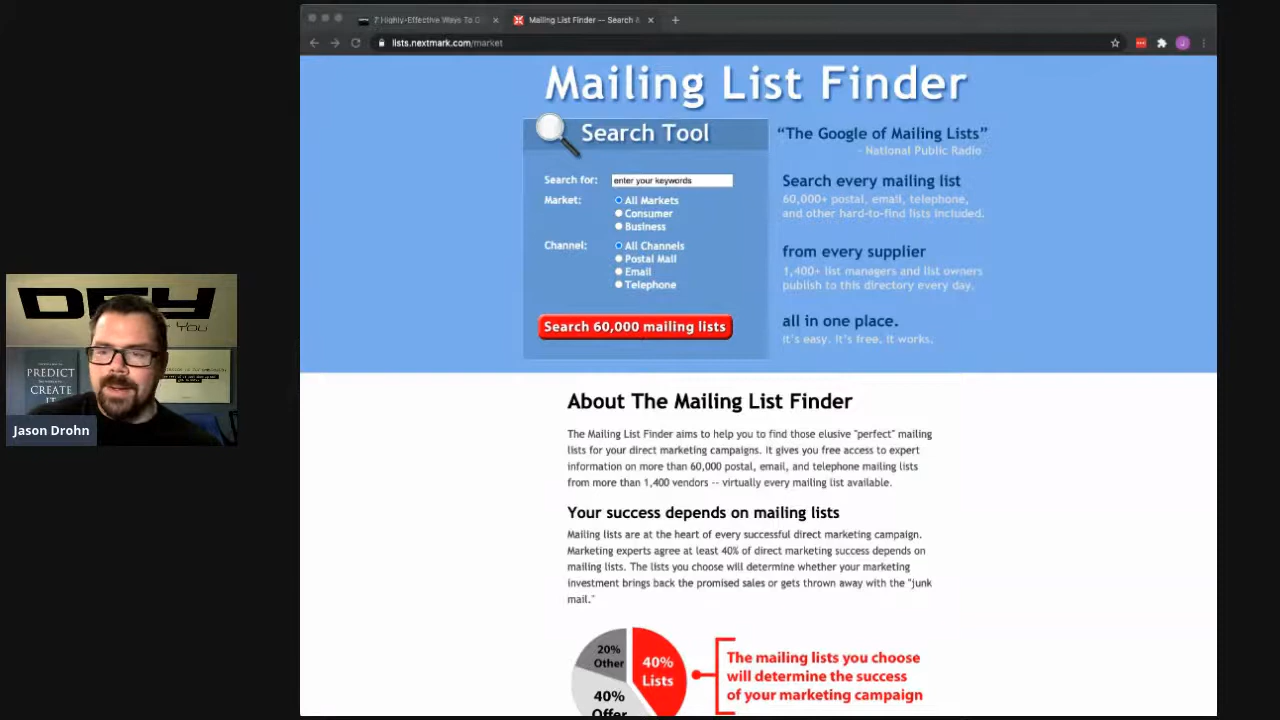 7 Highly-Effective Ways To G
Mailing List Finder — Search A
lists.nextmark.com/market
Mailing List Finder
Search Tool
Search for: enter your keywords
Market: All Markets
Consumer
Business
Channel: All Channels
Postal Mail
Email
Telephone
Search 60,000 mailing lists
“The Google of Mailing Lists”
- National Public Radio
Search every mailing list
60,000+ postal, email, telephone,
and other hard-to-find lists included.
from every supplier
1,400+ list managers and list owners
publish to this directory every day.
all in one place.
It's easy. It's free. It works.
DFY
You
PREDICT
CREATE
IT
Jason Drohn
About The Mailing List Finder
The Mailing List Finder aims to help you to find those elusive "perfect" mailing
lists for your direct marketing campaigns. It gives you free access to expert
information on more than 60,000 postal, email, and telephone mailing lists
from more than 1,400 vendors -- virtually every mailing list available.
Your success depends on mailing lists
Mailing lists are at the heart of every successful direct marketing campaign.
Marketing experts agree at least 40% of direct marketing success depends on
mailing lists. The lists you choose will determine whether your marketing
investment brings back the promised sales or gets thrown away with the "junk
mail."
20%
Other
40%
Lists
40%
Offer
The mailing lists you choose
will determine the success
of your marketing campaign